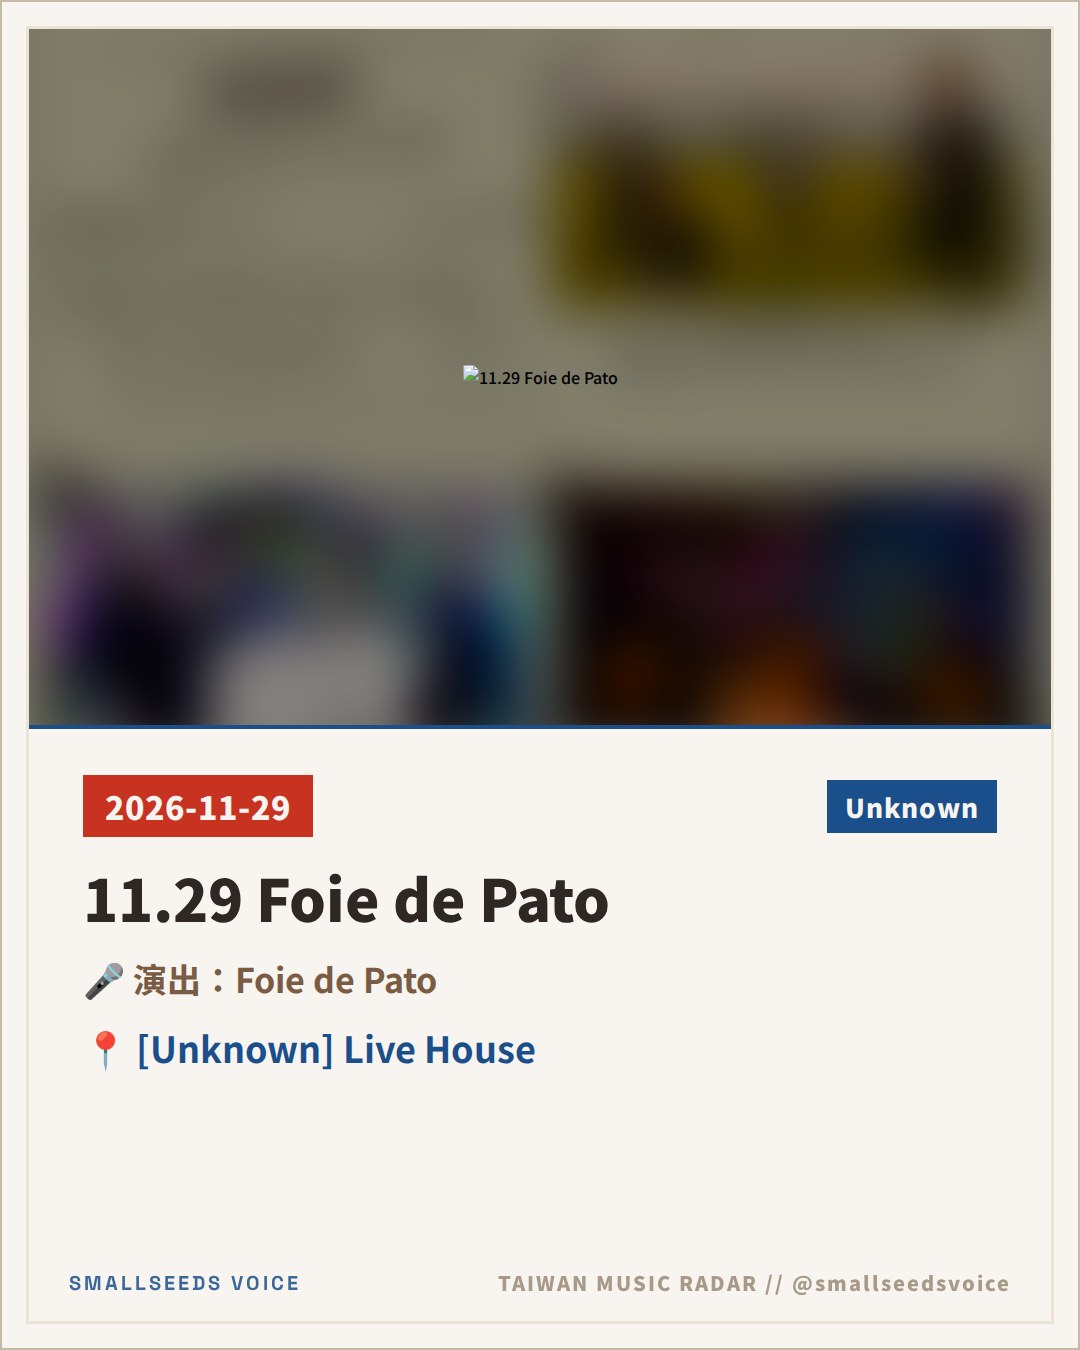 11.29 Foie de Pato
2026-11-29
Unknown
11.29 Foie de Pato
🎤 演出：Foie de Pato
📍 [Unknown] Live House
SMALLSEEDS VOICE
TAIWAN MUSIC RADAR // @smallseedsvoice